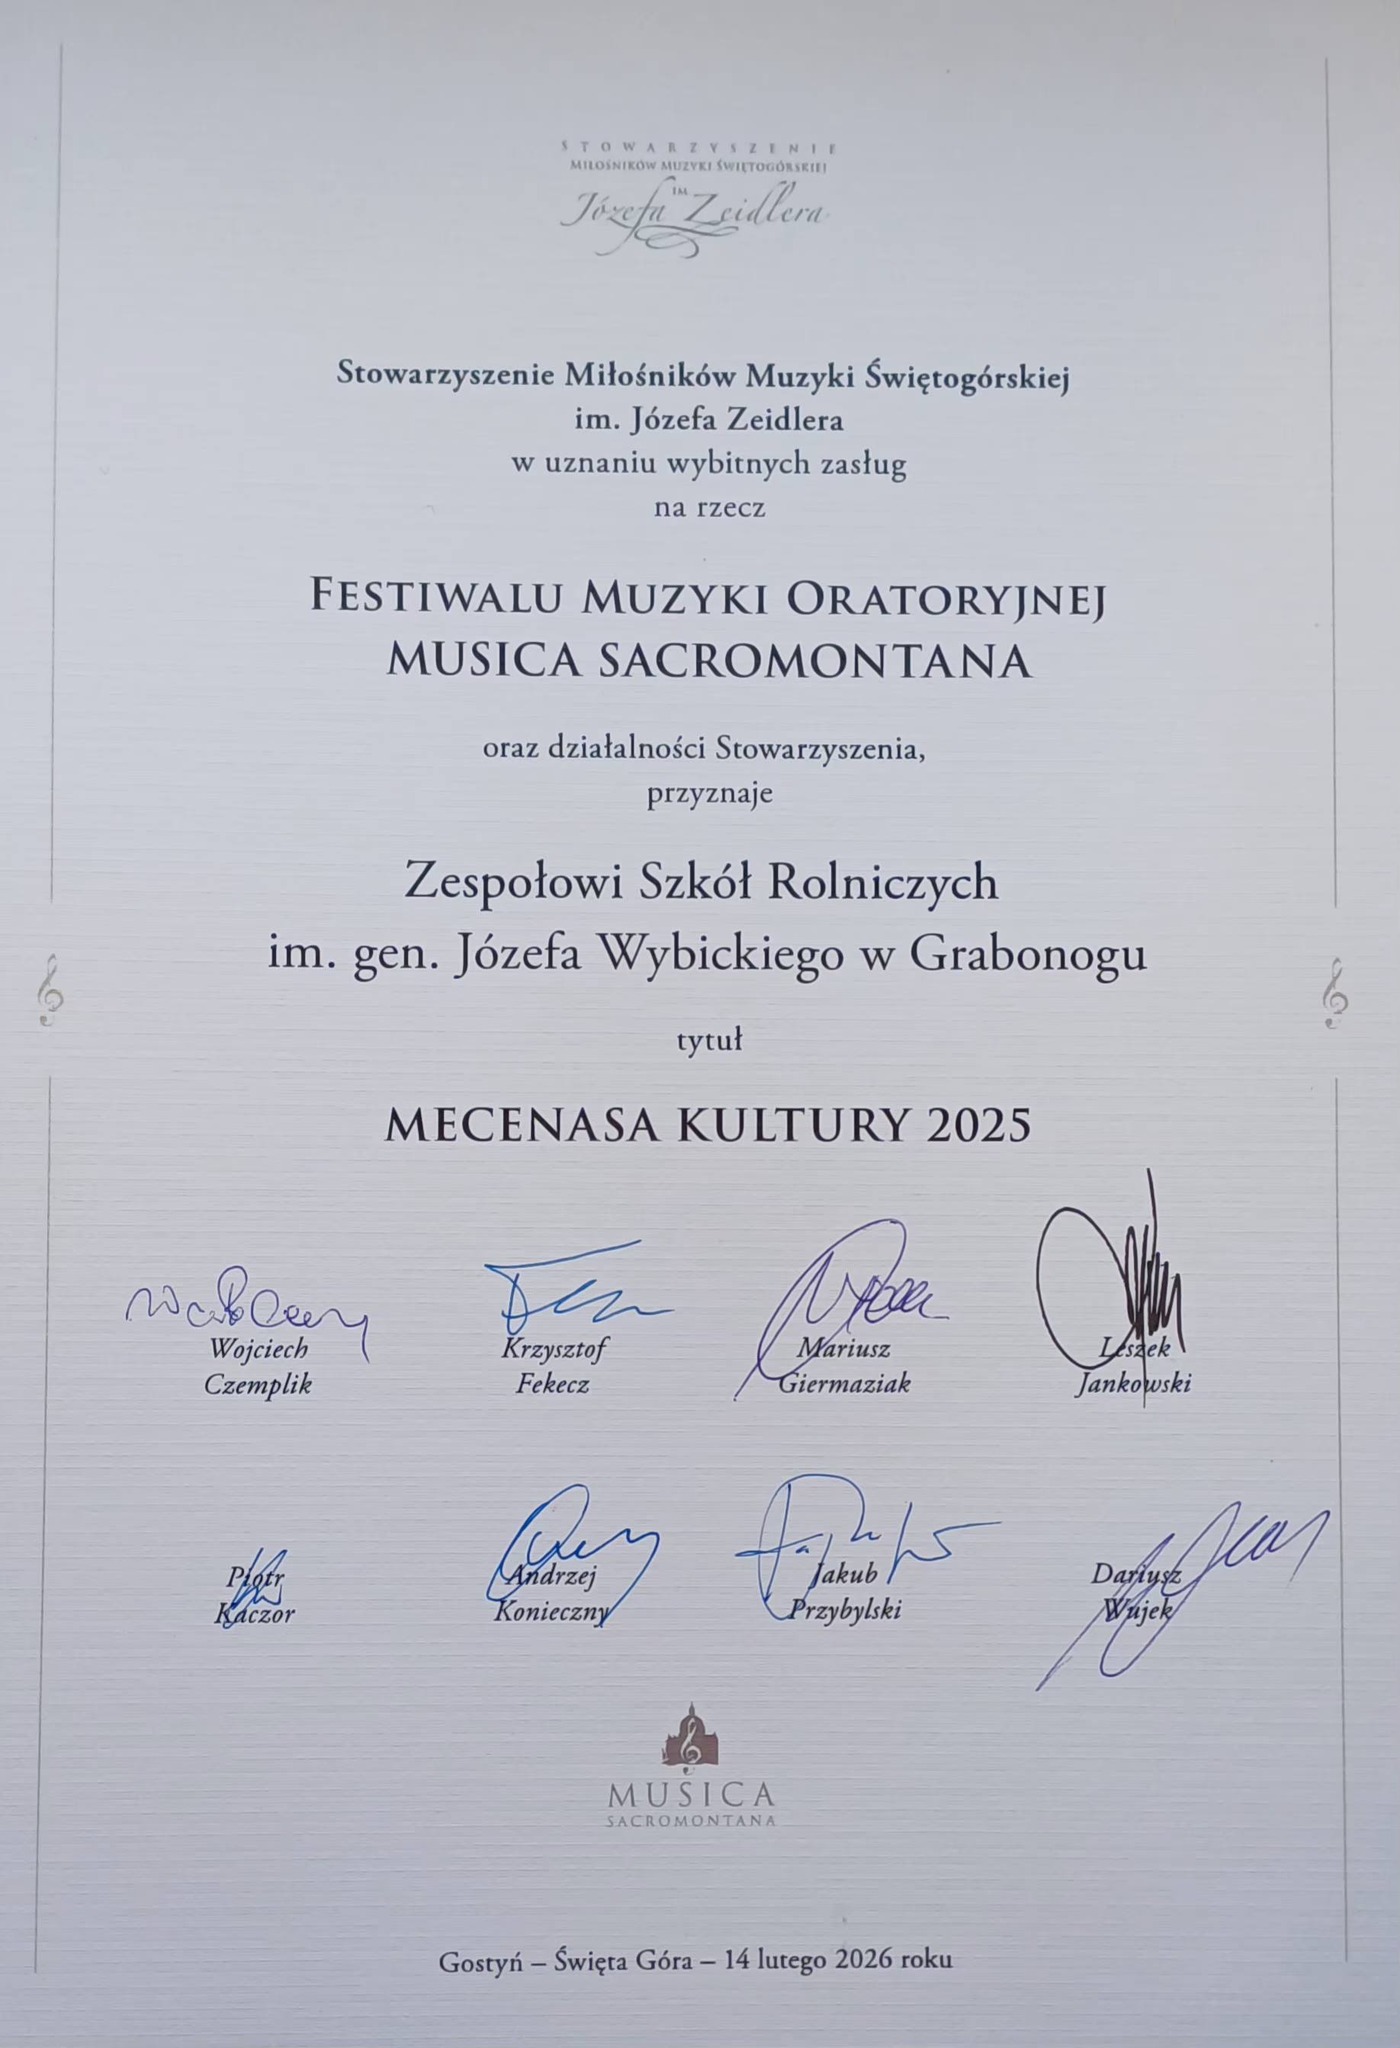 STOWARZYSZENIE
MIŁOŚNIKÓW MUZYKI ŚWIĘTOGÓRSKIEJ
IM
Józefa Zeidlera
Stowarzyszenie Miłośników Muzyki Świętogórskiej
im. Józefa Zeidlera
w uznaniu wybitnych zasług
na rzecz
FESTIWALU MUZYKI ORATORYJNEJ
MUSICA SACROMONTANA
oraz działalności Stowarzyszenia,
przyznaje
Zespołowi Szkół Rolniczych
im. gen. Józefa Wybickiego w Grabonogu
tytuł
MECENASA KULTURY 2025
Wojciech
Czemplik
Krzysztof
Fekecz
Mariusz
Giermaziak
Leszek
Jankowski
Piotr
Kaczor
Andrzej
Konieczny
Jakub
Przybylski
Dariusz
Wujek
MUSICA
SACROMONTANA
Gostyń – Święta Góra – 14 lutego 2026 roku